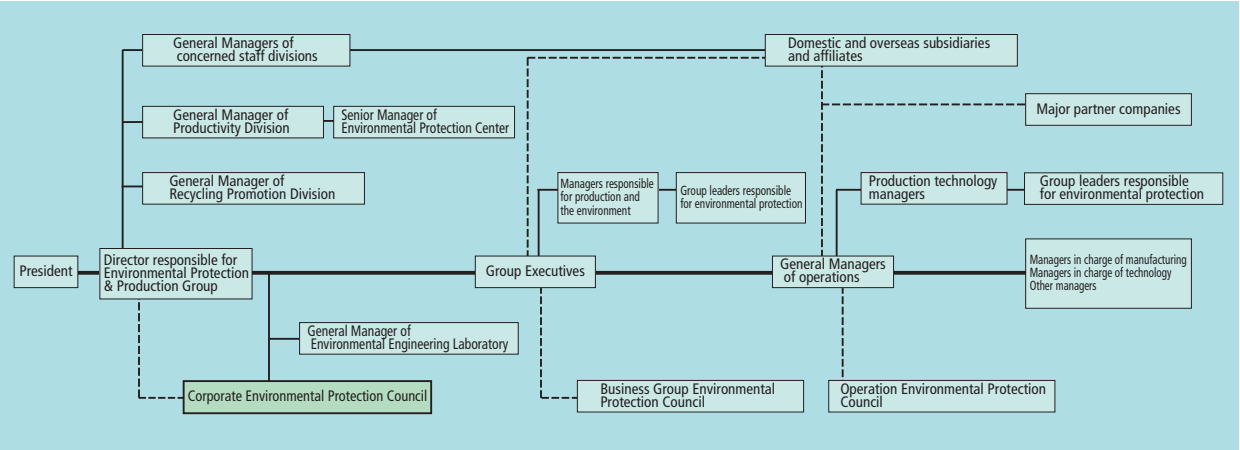 General Managers of
concerned staff divisions
Domestic and overseas subsidiaries
and affiliates
General Manager of
Productivity Division
Senior Manager of
Environmental Protection Center
Major partner companies
General Manager of
Recycling Promotion Division
Managers responsible
for production and
the environment
Group leaders responsible
for environmental protection
Production technology
managers
Group leaders responsible
for environmental protection
President
Director responsible for
Environmental Protection
& Production Group
Group Executives
General Managers
of operations
Managers in charge of manufacturing
Managers in charge of technology
Other managers
General Manager of
Environmental Engineering Laboratory
Corporate Environmental Protection Council
Business Group Environmental
Protection Council
Operation Environmental Protection
Council